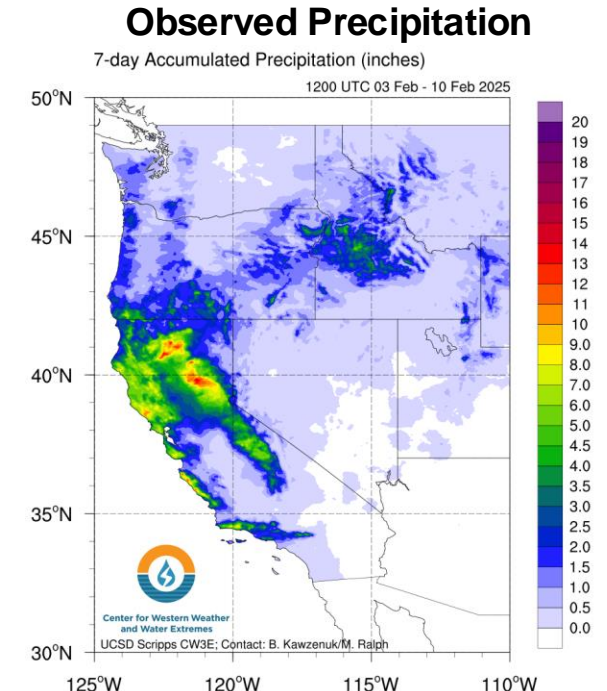 Observed Precipitation
7-day Accumulated Precipitation (inches)
1200 UTC 03 Feb - 10 Feb 2025
50°N
45°N
40°N
35°N
30°N
125°W
120°W
115°W
110°W
20
19
18
17
16
15
14
13
12
11
10
9.0
8.0
7.0
6.0
5.0
4.5
4.0
3.5
3.0
2.5
2.0
1.5
1.0
0.5
0.0
Center for Western Weather
and Water Extremes
UCSD Scripps CW3E; Contact: B. Kawzenuk/M. Ralph